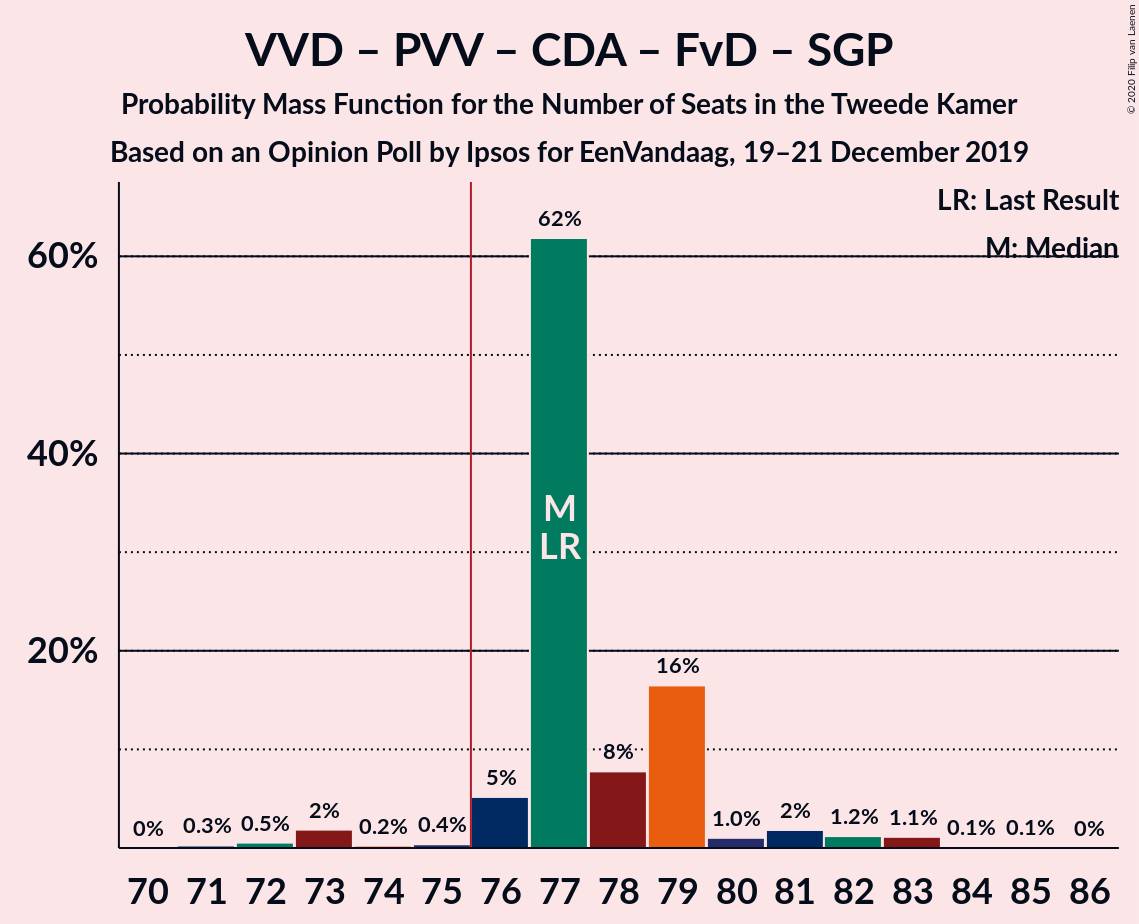 VVD – PVV – CDA – FvD – SGP
Probability Mass Function for the Number of Seats in the Tweede Kamer
Based on an Opinion Poll by Ipsos for EenVandaag, 19–21 December 2019
© 2020 Filip van Laenen
LR: Last Result
M: Median
60%
40%
20%
0%
0.3%
0.5%
2%
0.2%
0.4%
5%
62%
8%
16%
1.0%
2%
1.2%
1.1%
0.1%
0.1%
0%
M
LR
70 71 72 73 74 75 76 77 78 79 80 81 82 83 84 85 86